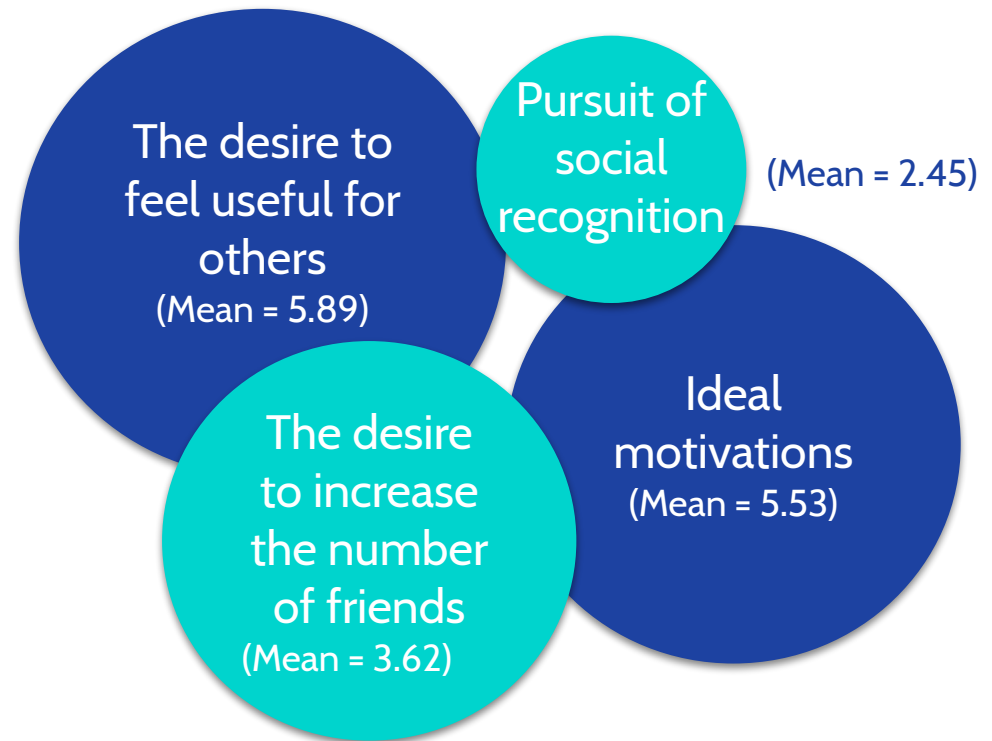 The desire to
feel useful for
others
(Mean = 5.89)
Pursuit of
social
recognition
(Mean = 2.45)
The desire
to increase
the number
of friends
(Mean = 3.62)
Ideal
motivations
(Mean = 5.53)